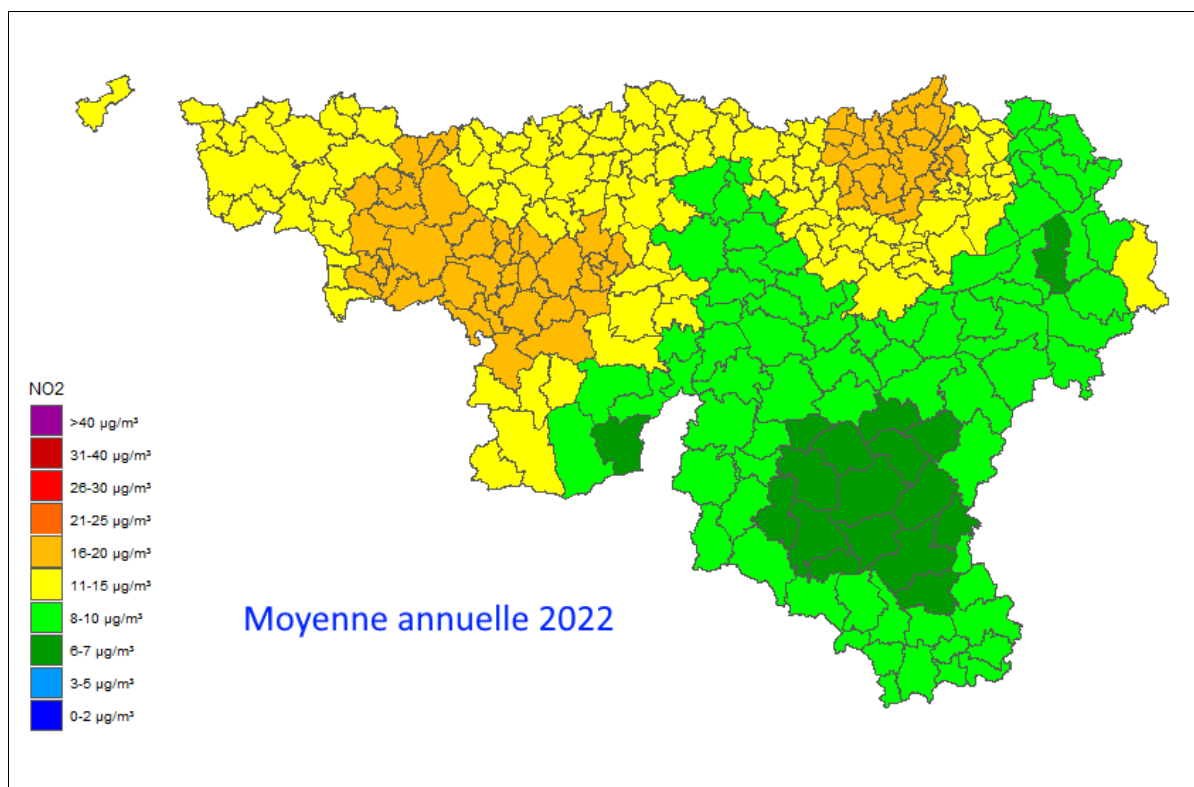 NO2
>40 µg/m³
31-40 µg/m³
26-30 µg/m³
21-25 µg/m³
16-20 µg/m³
11-15 µg/m³
8-10 µg/m³
6-7 µg/m³
3-5 µg/m³
0-2 µg/m³
Moyenne annuelle 2022